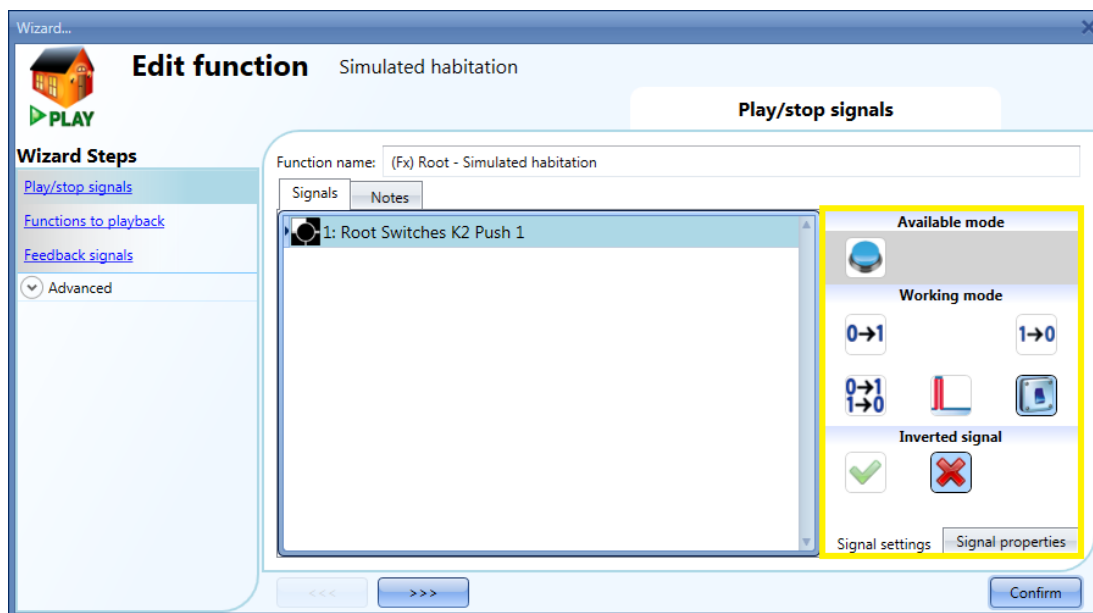 Wizard...
Edit function Simulated habitation
PLAY
Play/stop signals
Wizard Steps
Play/stop signals
Functions to playback
Feedback signals
Advanced
Function name: (Fx) Root - Simulated habitation
Signals Notes
1: Root Switches K2 Push 1
Available mode
Working mode
0→1 1→0
0→1
1→0
Inverted signal
Signal settings Signal properties
<<< >>> Confirm